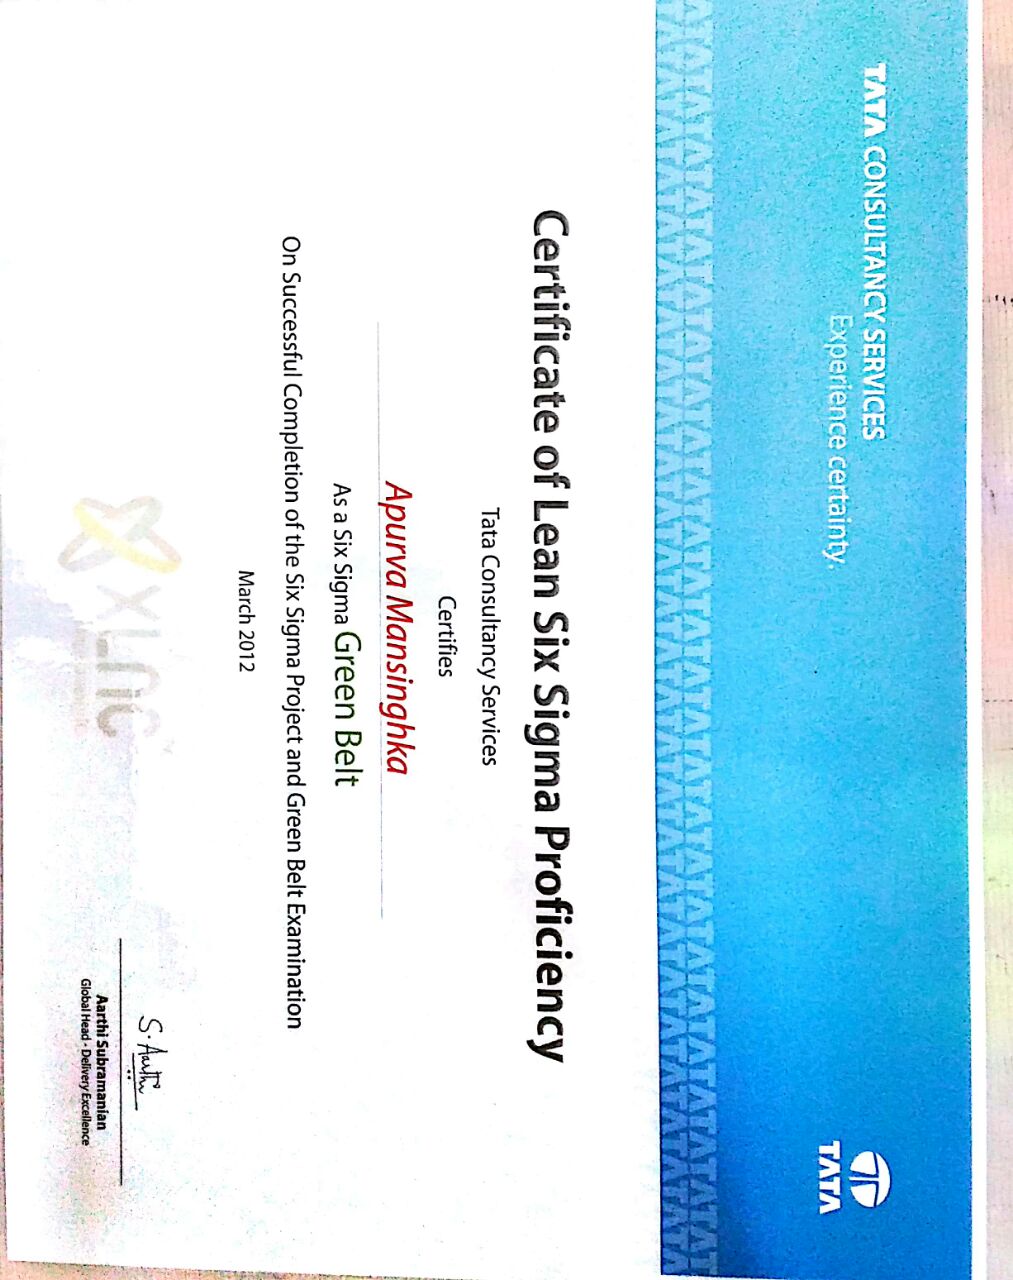 TATA CONSULTANCY SERVICES
Experience certainty.
TATA
Certificate of Lean Six Sigma Proficiency
Tata Consultancy Services
Certifies
Apurva Mansinghka
As a Six Sigma Green Belt
On Successful Completion of the Six Sigma Project and Green Belt Examination
March 2012
XLNC
S. Aarthi
Aarthi Subramanian
Global Head - Delivery Excellence